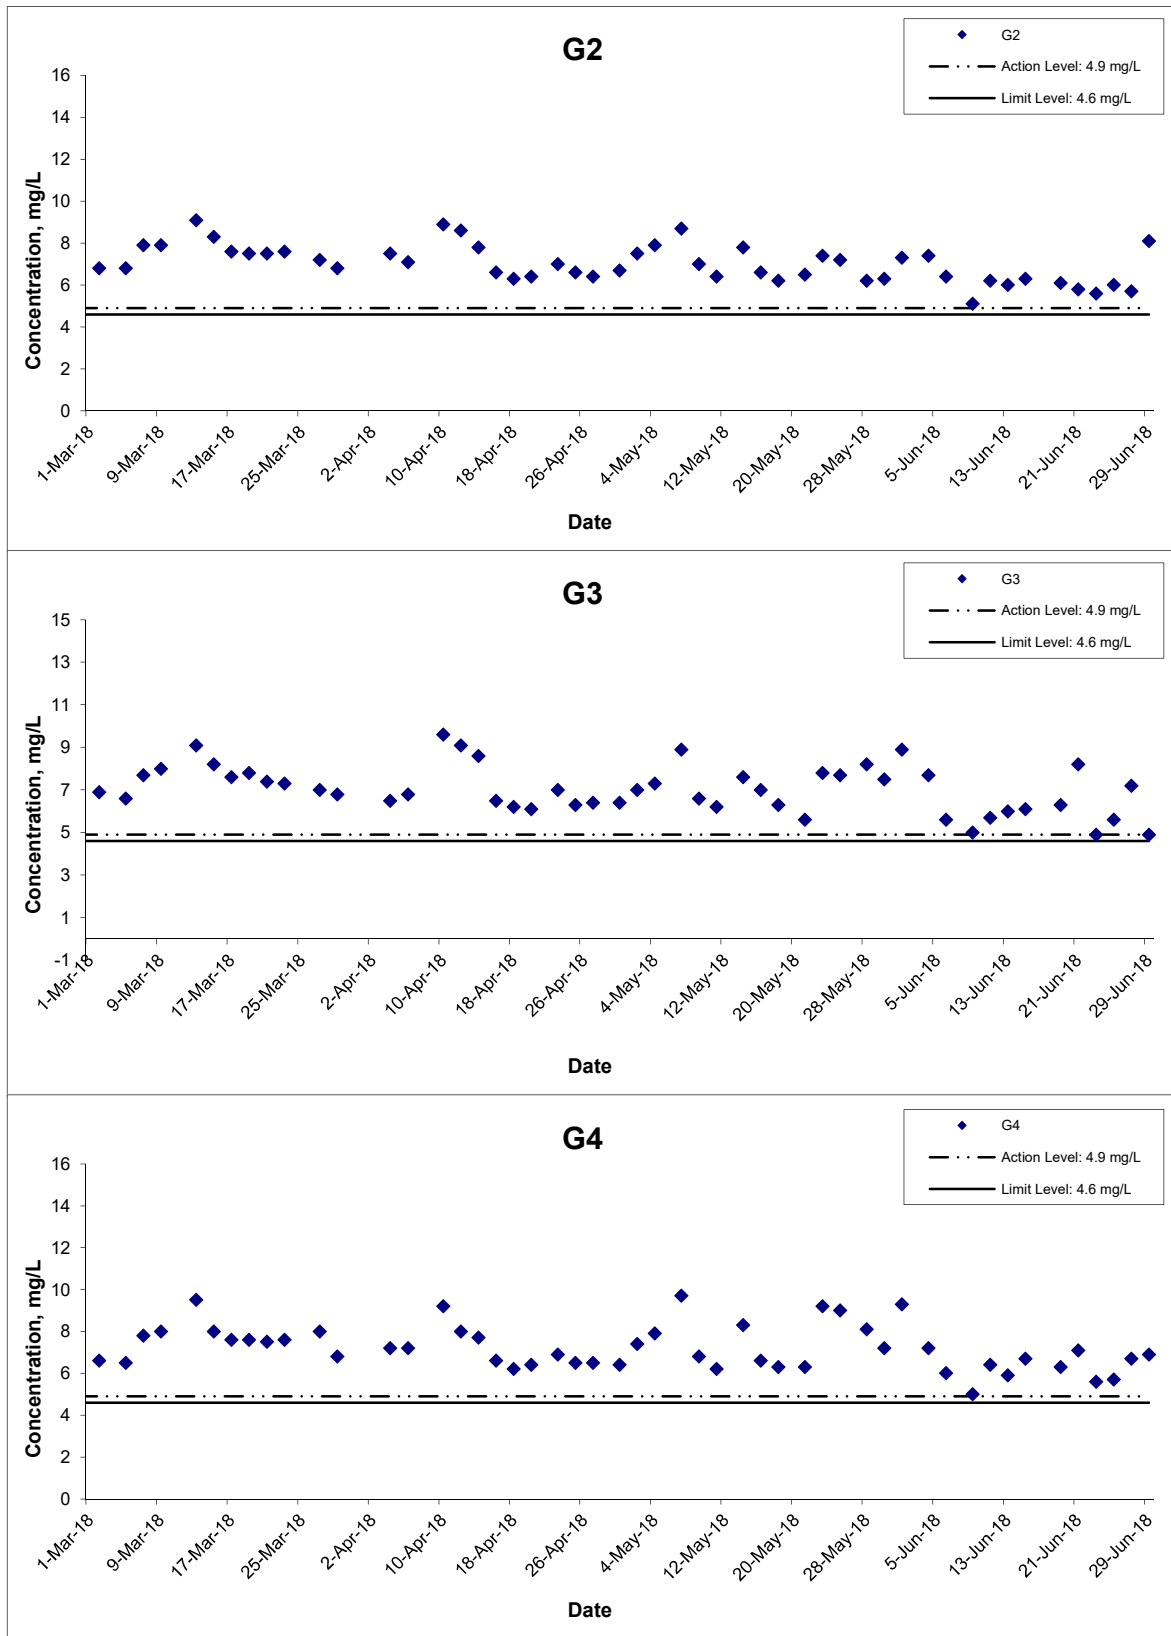 G2
G2
Action Level: 4.9 mg/L
Limit Level: 4.6 mg/L
Concentration, mg/L
16
14
12
10
8
6
4
2
0
1-Mar-18
9-Mar-18
17-Mar-18
25-Mar-18
2-Apr-18
10-Apr-18
18-Apr-18
26-Apr-18
4-May-18
12-May-18
20-May-18
28-May-18
5-Jun-18
13-Jun-18
21-Jun-18
29-Jun-18
Date
G3
G3
Action Level: 4.9 mg/L
Limit Level: 4.6 mg/L
Concentration, mg/L
15
13
11
9
7
5
3
1
-1
1-Mar-18
9-Mar-18
17-Mar-18
25-Mar-18
2-Apr-18
10-Apr-18
18-Apr-18
26-Apr-18
4-May-18
12-May-18
20-May-18
28-May-18
5-Jun-18
13-Jun-18
21-Jun-18
29-Jun-18
Date
G4
G4
Action Level: 4.9 mg/L
Limit Level: 4.6 mg/L
Concentration, mg/L
16
14
12
10
8
6
4
2
0
1-Mar-18
9-Mar-18
17-Mar-18
25-Mar-18
2-Apr-18
10-Apr-18
18-Apr-18
26-Apr-18
4-May-18
12-May-18
20-May-18
28-May-18
5-Jun-18
13-Jun-18
21-Jun-18
29-Jun-18
Date